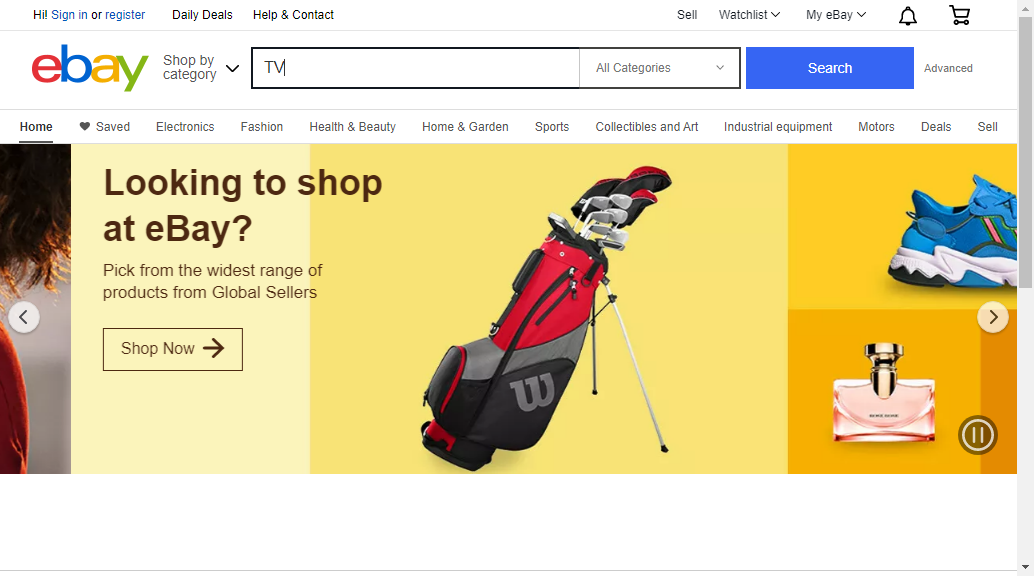 Hi! Sign in or register Daily Deals Help & Contact Sell Watchlist My eBay
ebay Shop by category TV All Categories Search Advanced
Home Saved Electronics Fashion Health & Beauty Home & Garden Sports Collectibles and Art Industrial equipment Motors Deals Sell
Looking to shop
at eBay?
Pick from the widest range of
products from Global Sellers
Shop Now
W